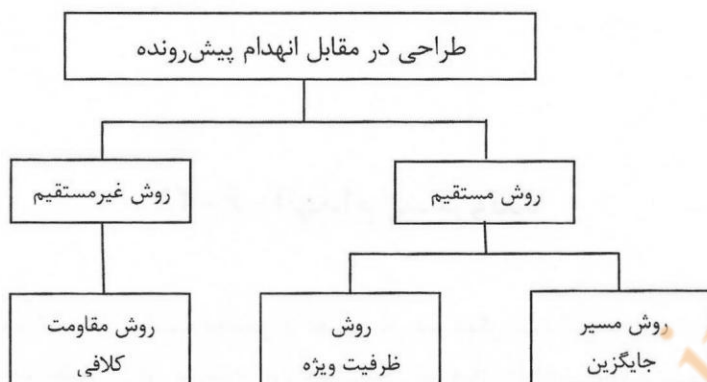 طراحی در مقابل انهدام پیش‌رونده
روش مستقیم
روش غیرمستقیم
روش مسیر
جایگزین
روش
ظرفیت ویژه
روش مقاومت
کلافی